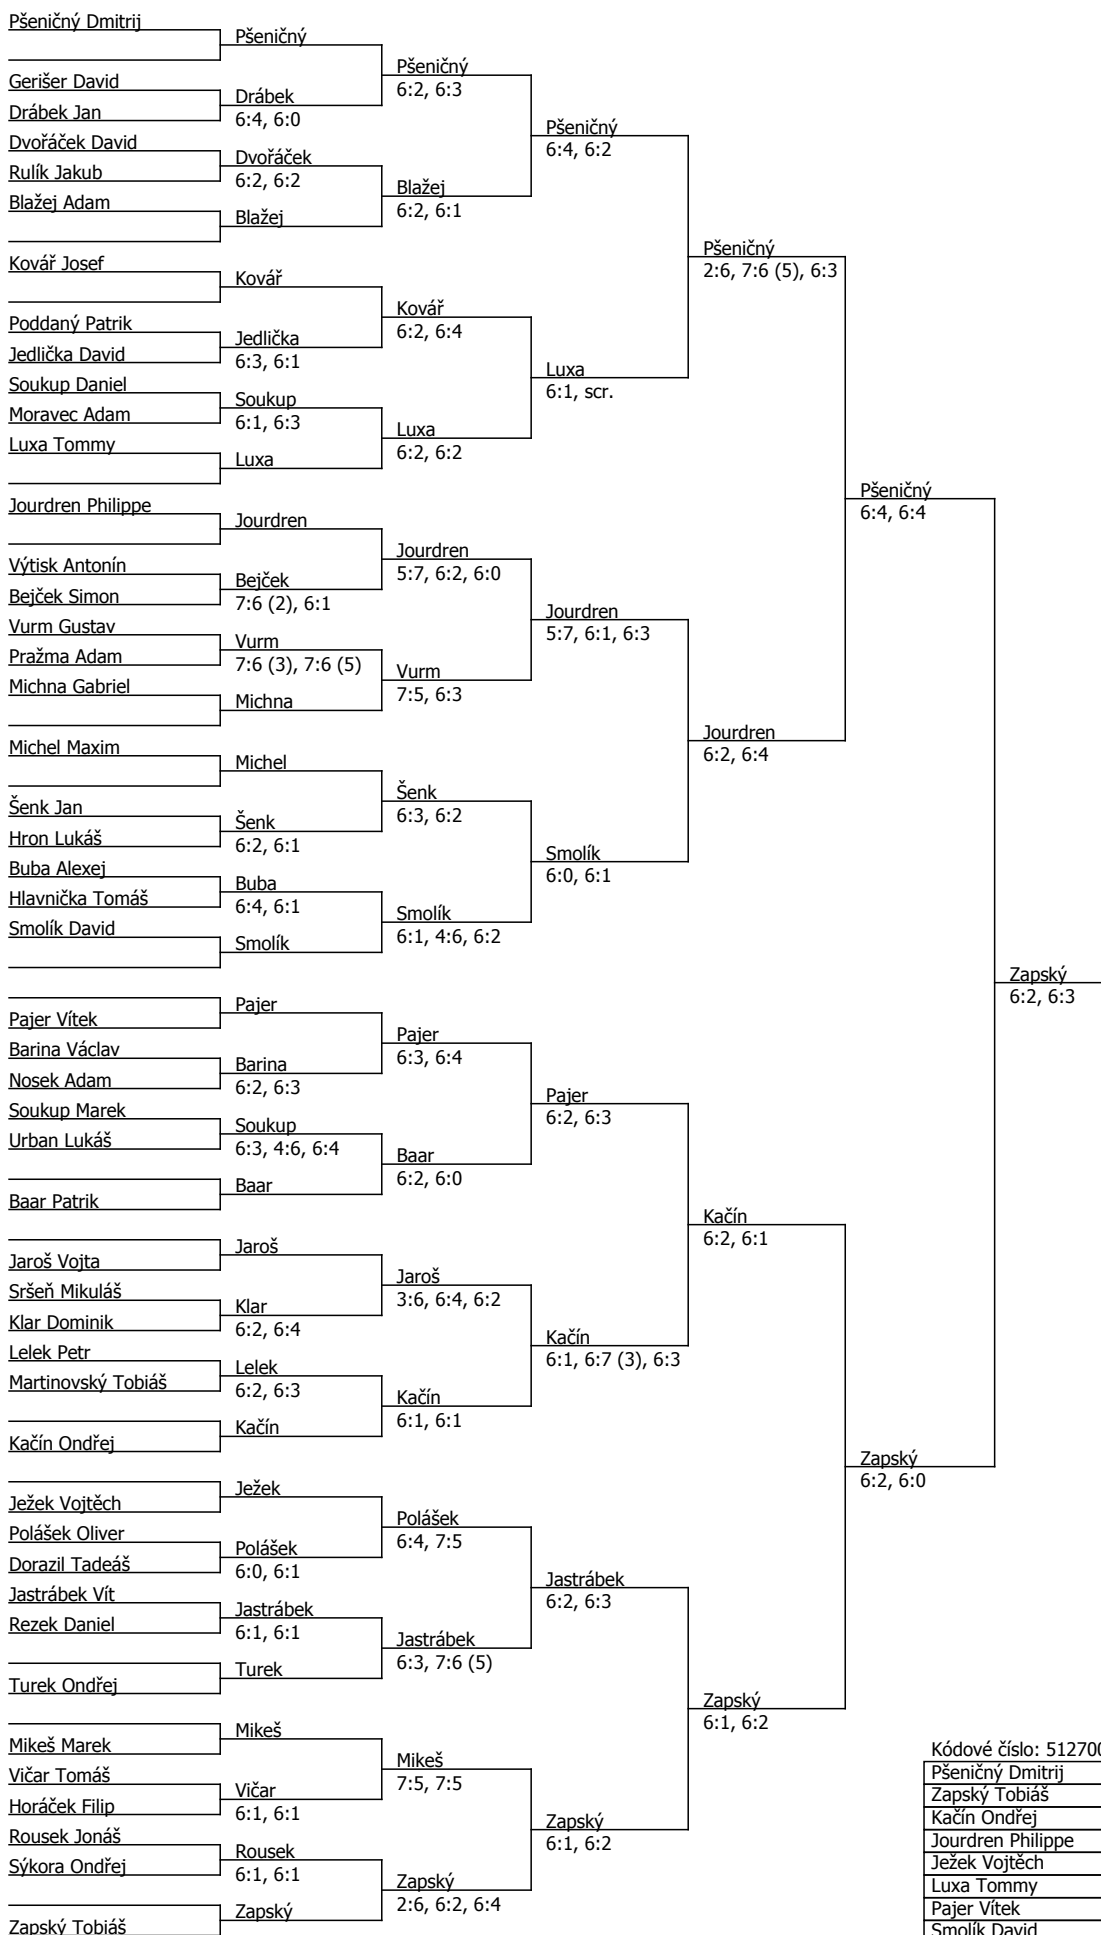 Pšeničný Dmitrij
Pšeničný
Pšeničný
6:2, 6:3
Gerišer David
Drábek
Drábek Jan
6:4, 6:0
Pšeničný
6:4, 6:2
Dvořáček David
Dvořáček
Rulík Jakub
6:2, 6:2
Blažej
6:2, 6:1
Blažej Adam
Blažej
Pšeničný
2:6, 7:6 (5), 6:3
Kovář Josef
Kovář
Kovář
6:2, 6:4
Poddaný Patrik
Jedlička
Jedlička David
6:3, 6:1
Luxa
6:1, scr.
Soukup Daniel
Soukup
Moravec Adam
6:1, 6:3
Luxa
6:2, 6:2
Luxa Tommy
Luxa
Pšeničný
6:4, 6:4
Jourdren Philippe
Jourdren
Jourdren
5:7, 6:2, 6:0
Výtisk Antonín
Bejček
Bejček Simon
7:6 (2), 6:1
Jourdren
5:7, 6:1, 6:3
Vurm Gustav
Vurm
Pražma Adam
7:6 (3), 7:6 (5)
Vurm
7:5, 6:3
Michna Gabriel
Michna
Jourdren
6:2, 6:4
Michel Maxim
Michel
Šenk
6:3, 6:2
Šenk Jan
Šenk
Hron Lukáš
6:2, 6:1
Smolík
6:0, 6:1
Buba Alexej
Buba
Hlavnička Tomáš
6:4, 6:1
Smolík
6:1, 4:6, 6:2
Smolík David
Smolík
Zapský
6:2, 6:3
Pajer
Pajer Vítek
Pajer
6:3, 6:4
Barina Václav
Barina
Nosek Adam
6:2, 6:3
Pajer
6:2, 6:3
Soukup Marek
Soukup
Urban Lukáš
6:3, 4:6, 6:4
Baar
6:2, 6:0
Baar
Baar Patrik
Kačín
6:2, 6:1
Jaroš
Jaroš Vojta
Jaroš
3:6, 6:4, 6:2
Sršeň Mikuláš
Klar
Klar Dominik
6:2, 6:4
Kačín
6:1, 6:7 (3), 6:3
Lelek Petr
Lelek
Martinovský Tobiáš
6:2, 6:3
Kačín
6:1, 6:1
Kačín
Kačín Ondřej
Zapský
6:2, 6:0
Ježek
Ježek Vojtěch
Polášek
6:4, 7:5
Polášek Oliver
Polášek
Dorazil Tadeáš
6:0, 6:1
Jastrábek
6:2, 6:3
Jastrábek Vít
Jastrábek
Rezek Daniel
6:1, 6:1
Jastrábek
6:3, 7:6 (5)
Turek
Turek Ondřej
Zapský
6:1, 6:2
Mikeš
Mikeš Marek
Mikeš
7:5, 7:5
Vičar Tomáš
Vičar
Horáček Filip
6:1, 6:1
Zapský
6:1, 6:2
Rousek Jonáš
Rousek
Sýkora Ondřej
6:1, 6:1
Zapský
2:6, 6:2, 6:4
Zapský
Zapský Tobiáš
Kódové číslo: 512700
Pšeničný Dmitrij
Zapský Tobiáš
Kačín Ondřej
Jourdren Philippe
Ježek Vojtěch
Luxa Tommy
Pajer Vítek
Smolík David